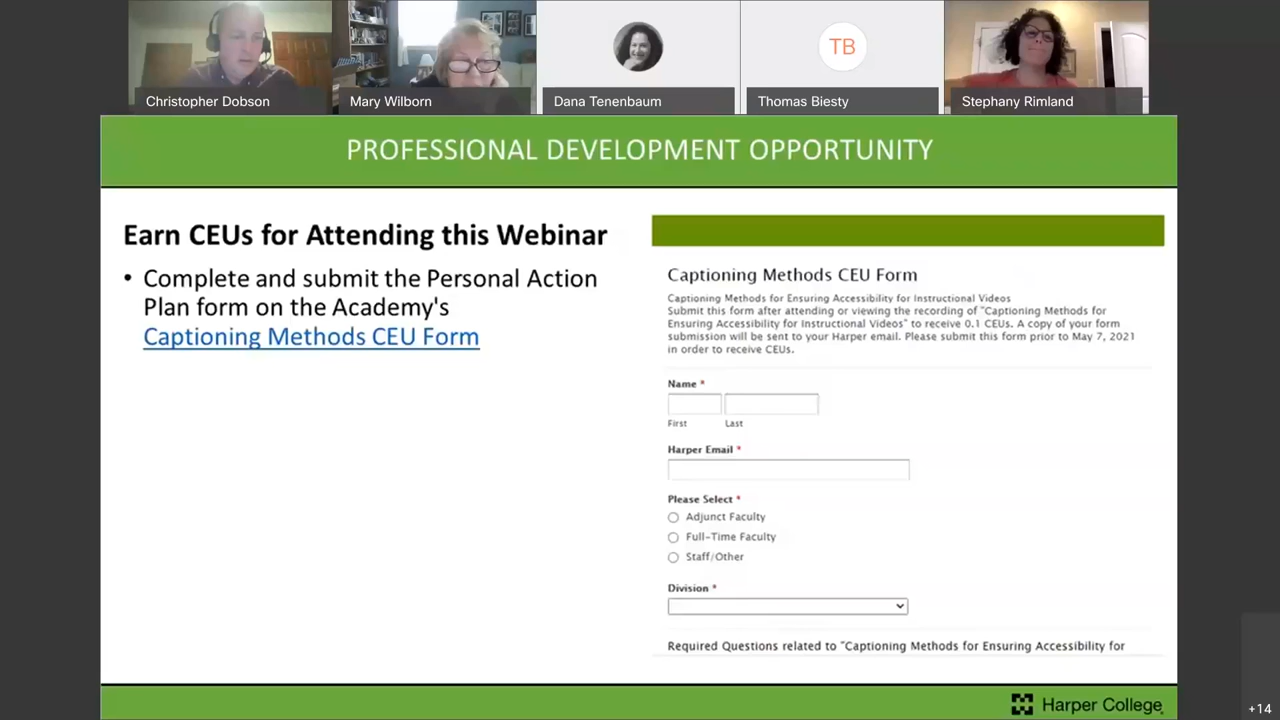 Christopher Dobson
Mary Wilborn
Dana Tenenbaum
TB
Thomas Biesty
Stephany Rimland
PROFESSIONAL DEVELOPMENT OPPORTUNITY
Earn CEUs for Attending this Webinar
• Complete and submit the Personal Action
Plan form on the Academy's
Captioning Methods CEU Form
Captioning Methods CEU Form
Captioning Methods for Ensuring Accessibility for Instructional Videos
Submit this form after attending or viewing the recording of "Captioning Methods for
Ensuring Accessibility for Instructional Videos" to receive 0.1 CEUs. A copy of your form
submission will be sent to your Harper email. Please submit this form prior to May 7, 2021
in order to receive CEUs.
Name *
First Last
Harper Email *
Please Select *
Adjunct Faculty
Full-Time Faculty
Staff/Other
Division *
Required Questions related to "Captioning Methods for Ensuring Accessibility for
Harper College
+14